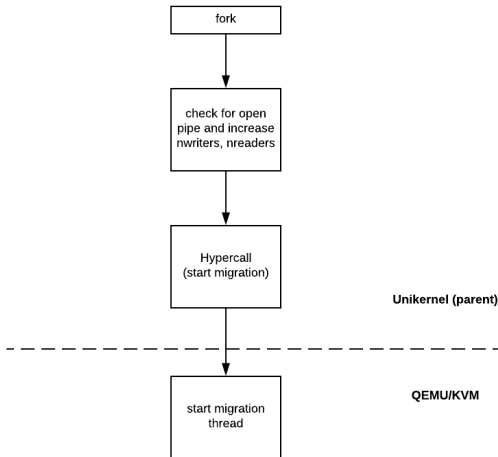 fork
check for open
pipe and increase
nwriters, nreaders
Hypercall
(start migration)
Unikernel (parent)
QEMU/KVM
start migration
thread